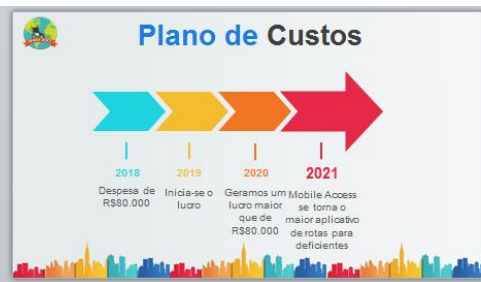 Plano de Custos
2018
Despesa de
R$80.000
2019
Inicia-se o
lucro
2020
Geramos um
lucro maior
que de
R$80.000
2021
Mobile Access
se torna o
maior aplicativo
de rotas para
deficientes